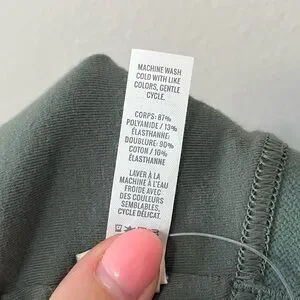 MACHINE WASH
COLD WITH LIKE
COLORS, GENTLE
CYCLE.
CORPS: 87%
POLYAMIDE / 13%
ÉLASTHANNE;
DOUBLURE: 90%
COTON / 10%
ÉLASTHANNE
LAVER À LA
MACHINE À L'EAU
FROIDE AVEC
DES COULEURS
SEMBLABLES,
CYCLE DÉLICAT.